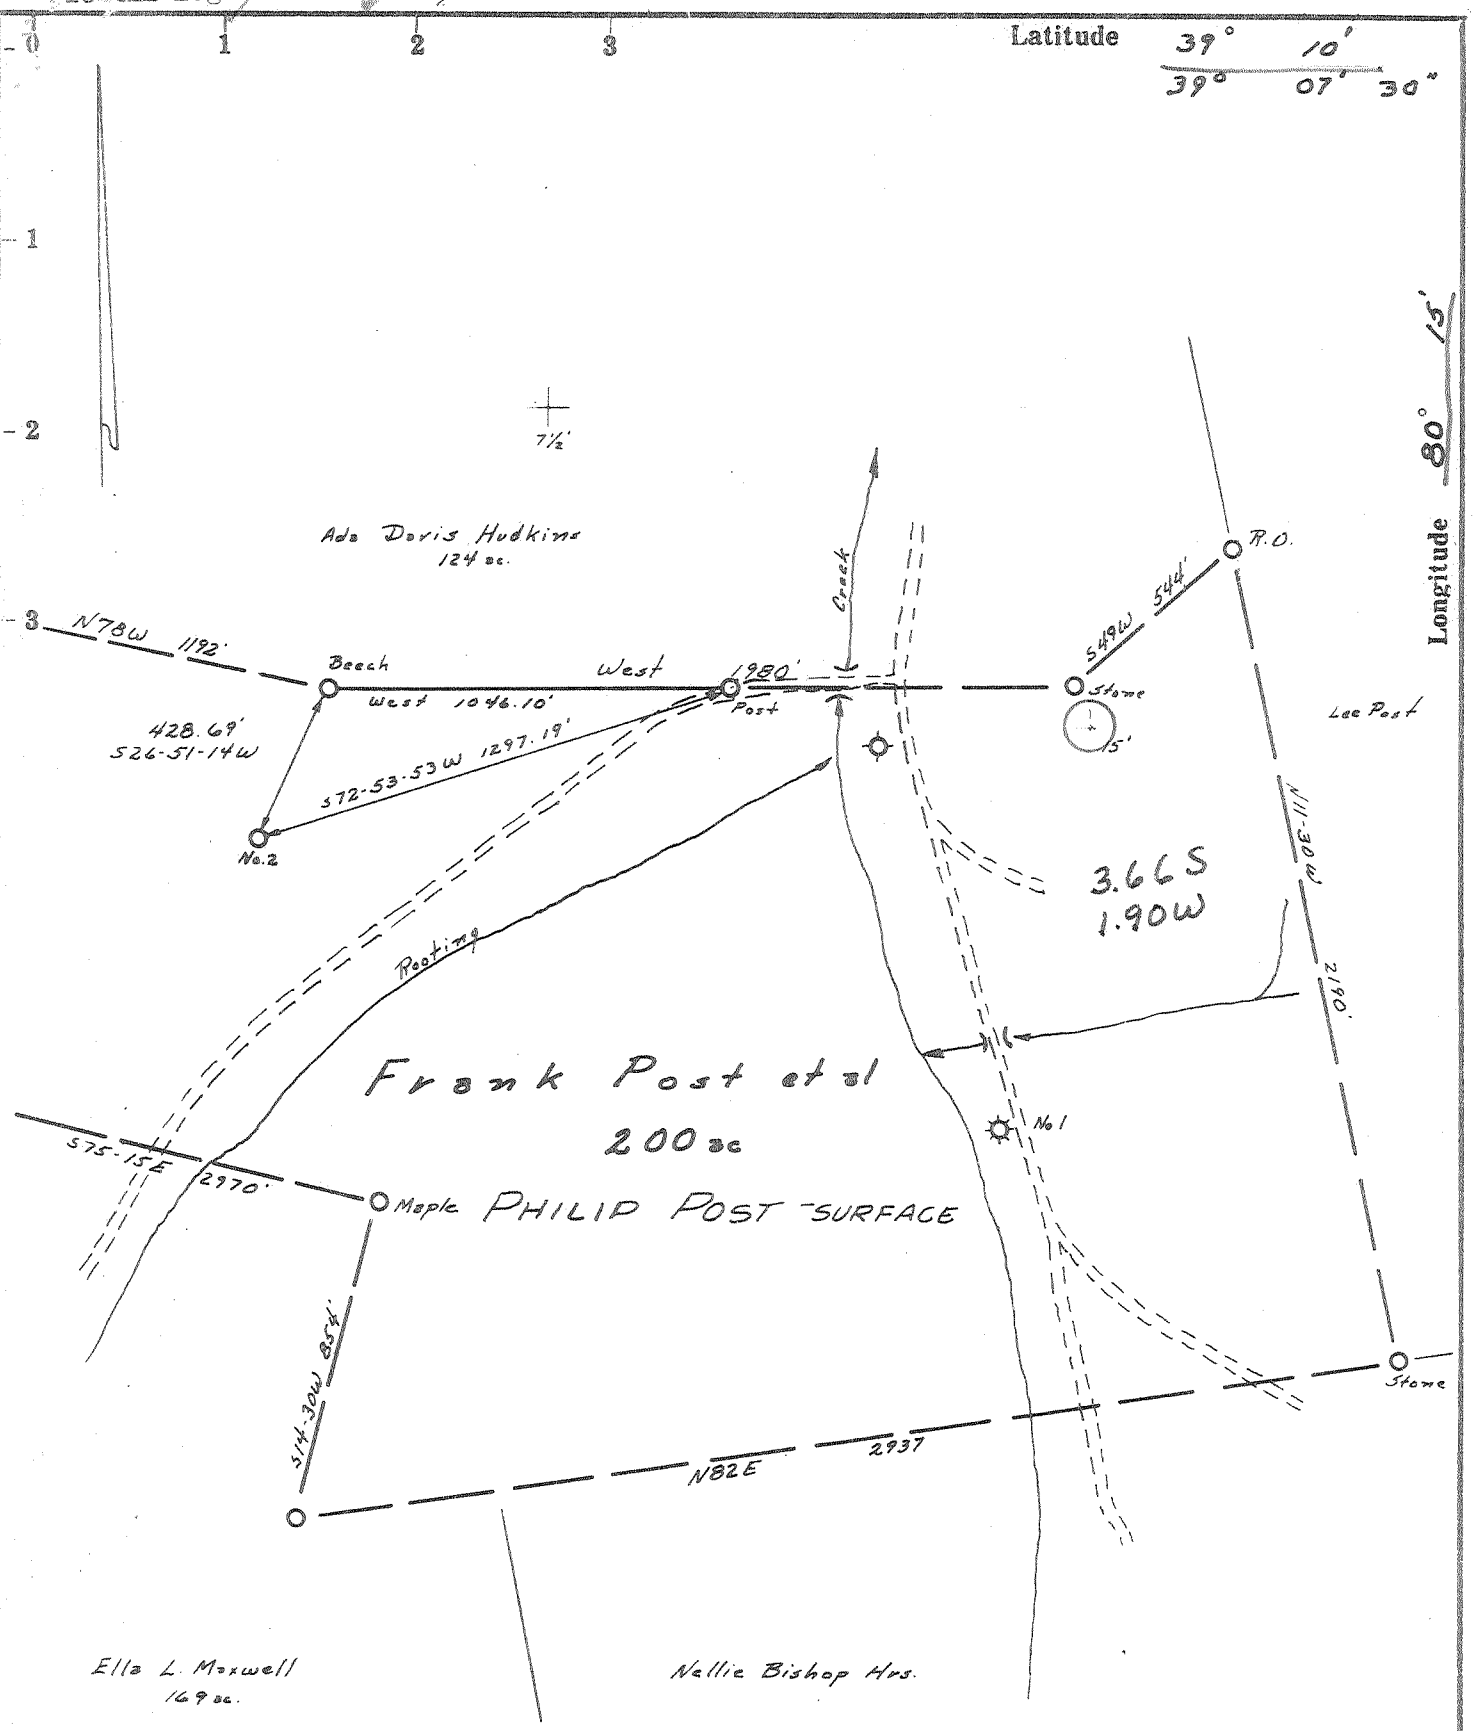 0 1 2 3 Latitude 39° 10'
39° 07' 30"
1
2
7½'
80° 15'
Longitude
Ada Davis Hudkins
124 ac.
Creek
R.O.
S49W 544'
3
N78W 1192'
Beech
West 1980'
West 1046.10'
Post
Stone
15'
Lee Post
428.69'
S26-51-14W
S72-53-53W 1297.19'
No.2
N11-30W 2190'
3.66 S
1.90 W
Rooting
Frank Post et al
200 ac
No 1
S75-15E 2970'
Maple
PHILIP POST - SURFACE
S14-30W 854'
Stone
N82E 2937
Ella L. Maxwell
169 ac.
Nellie Bishop Hrs.